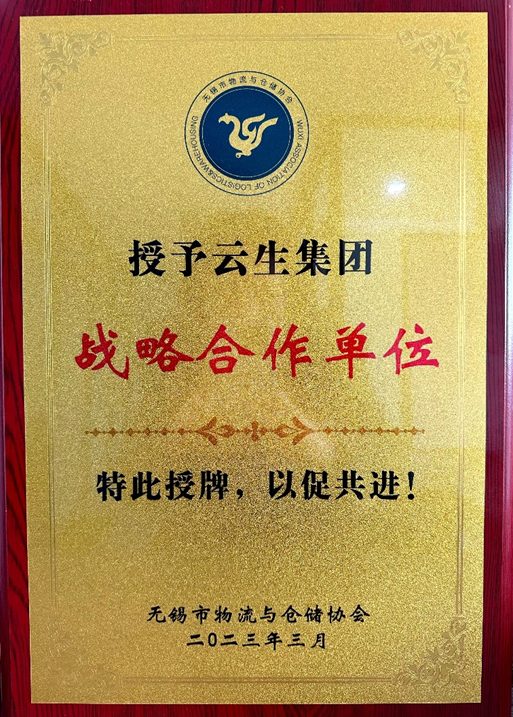 无锡市物流与仓储协会
WUXI ASSOCIATION OF LOGISTICS&WAREHOUSING
授予云生集团
战略合作单位
特此授牌，以促共进！
无锡市物流与仓储协会
二〇二三年三月